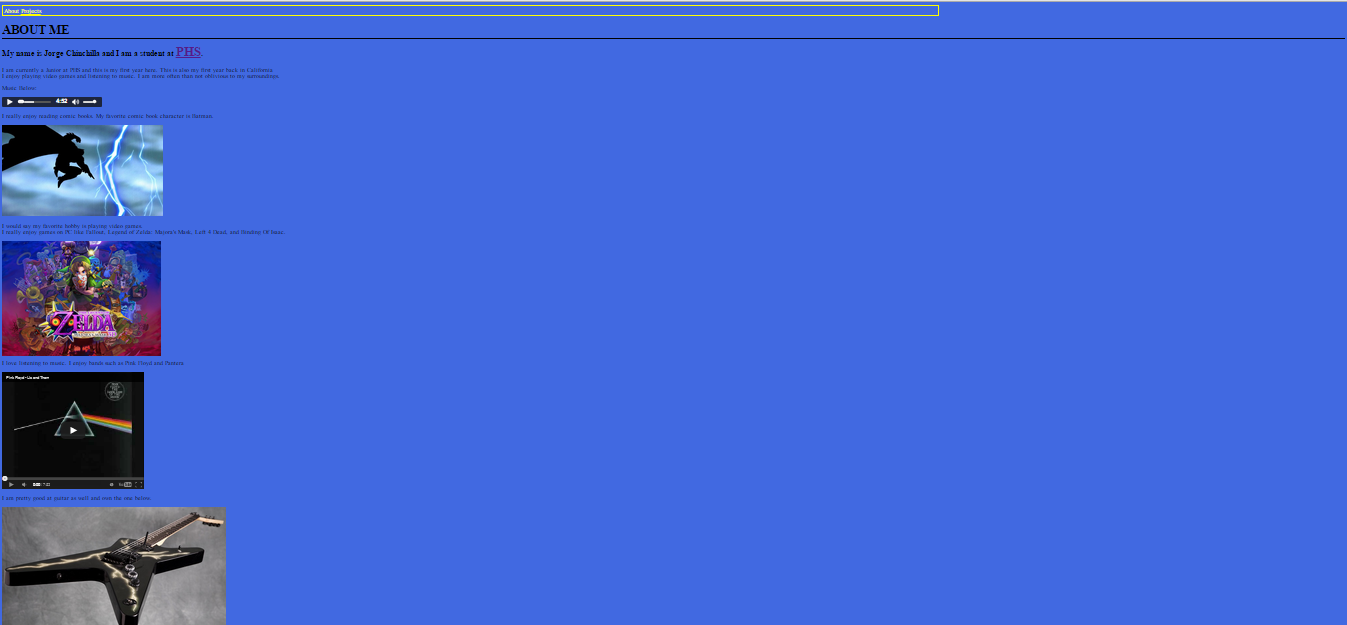 About Projects
ABOUT ME
My name is Jorge Chinchilla and I am a student at PHS.
I am currently a Junior at PHS and this is my first year here. This is also my first year back in California.
I enjoy playing video games and listening to music. I am more often than not oblivious to my surroundings.
Music Below:
4:52
I really enjoy reading comic books. My favorite comic book character is Batman.
I would say my favorite hobby is playing video games
I really enjoy games on PC like Fallout, Legend of Zelda: Majora's Mask, Left 4 Dead, and Binding Of Isaac.
ZELDA
I love listening to music. I enjoy bands such as Pink Floyd and Pantera
Pink Floyd - Us and Them
0:00
I am pretty good at guitar as well and own the one below.